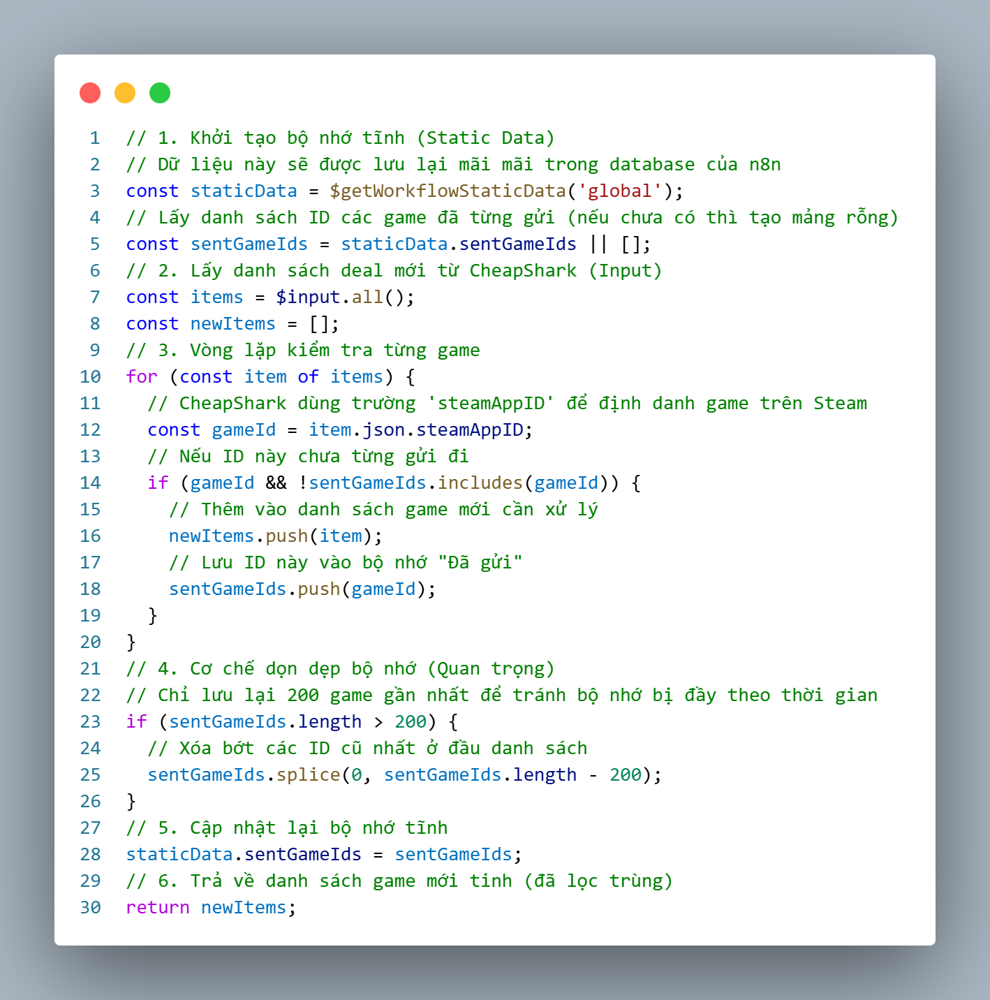 1 // 1. Khởi tạo bộ nhớ tĩnh (Static Data)
2 // Dữ liệu này sẽ được lưu lại mãi mãi trong database của n8n
3 const staticData = $getWorkflowStaticData('global');
4 // Lấy danh sách ID các game đã từng gửi (nếu chưa có thì tạo mảng rỗng)
5 const sentGameIds = staticData.sentGameIds || [];
6 // 2. Lấy danh sách deal mới từ CheapShark (Input)
7 const items = $input.all();
8 const newItems = [];
9 // 3. Vòng lặp kiểm tra từng game
10 for (const item of items) {
11   // CheapShark dùng trường 'steamAppID' để định danh game trên Steam
12   const gameId = item.json.steamAppID;
13   // Nếu ID này chưa từng gửi đi
14   if (gameId && !sentGameIds.includes(gameId)) {
15     // Thêm vào danh sách game mới cần xử lý
16     newItems.push(item);
17     // Lưu ID này vào bộ nhớ "Đã gửi"
18     sentGameIds.push(gameId);
19   }
20 }
21 // 4. Cơ chế dọn dẹp bộ nhớ (Quan trọng)
22 // Chỉ lưu lại 200 game gần nhất để tránh bộ nhớ bị đầy theo thời gian
23 if (sentGameIds.length > 200) {
24   // Xóa bớt các ID cũ nhất ở đầu danh sách
25   sentGameIds.splice(0, sentGameIds.length - 200);
26 }
27 // 5. Cập nhật lại bộ nhớ tĩnh
28 staticData.sentGameIds = sentGameIds;
29 // 6. Trả về danh sách game mới tinh (đã lọc trùng)
30 return newItems;